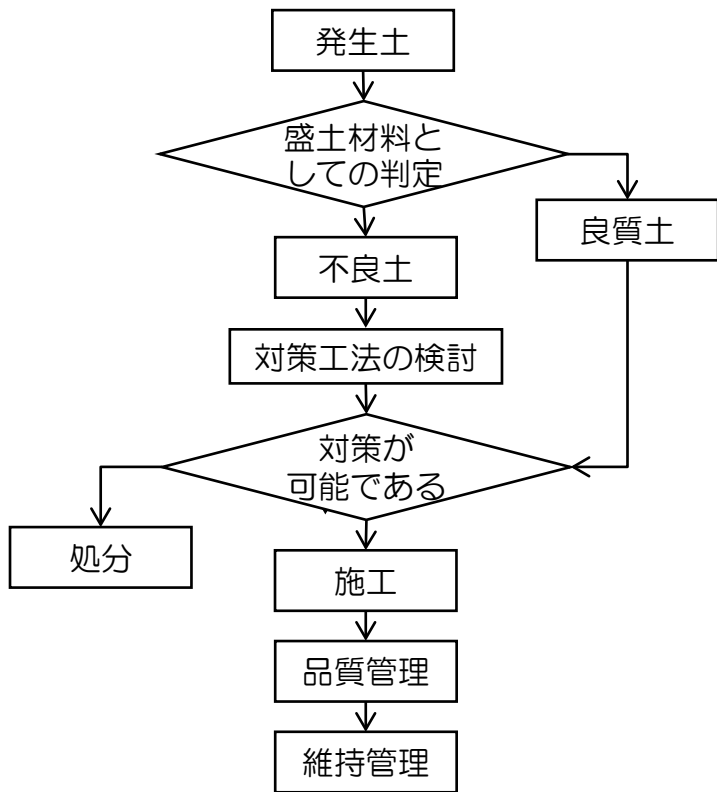 発生土
盛土材料と
しての判定
良質土
不良土
対策工法の検討
対策が
可能である
処分
施工
品質管理
維持管理